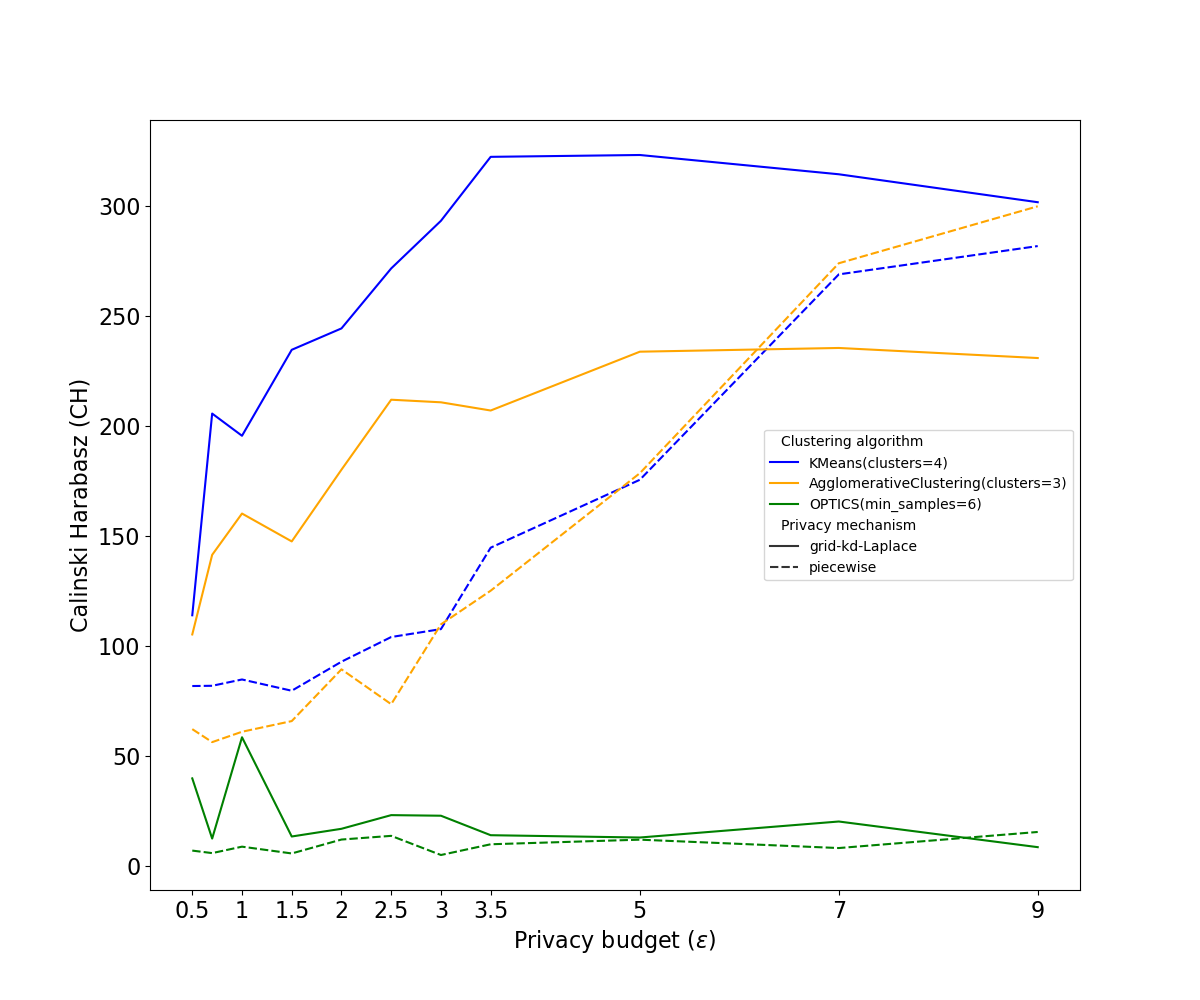 Calinski Harabasz (CH)
300
250
200
150
100
50
0
Clustering algorithm
KMeans(clusters=4)
AgglomerativeClustering(clusters=3)
OPTICS(min_samples=6)
Privacy mechanism
grid-kd-Laplace
piecewise
0.5 1 1.5 2 2.5 3 3.5 5 7 9
Privacy budget (ε)